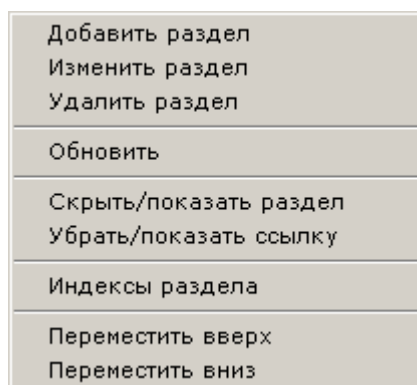 Добавить раздел
Изменить раздел
Удалить раздел
Обновить
Скрыть/показать раздел
Убрать/показать ссылку
Индексы раздела
Переместить вверх
Переместить вниз